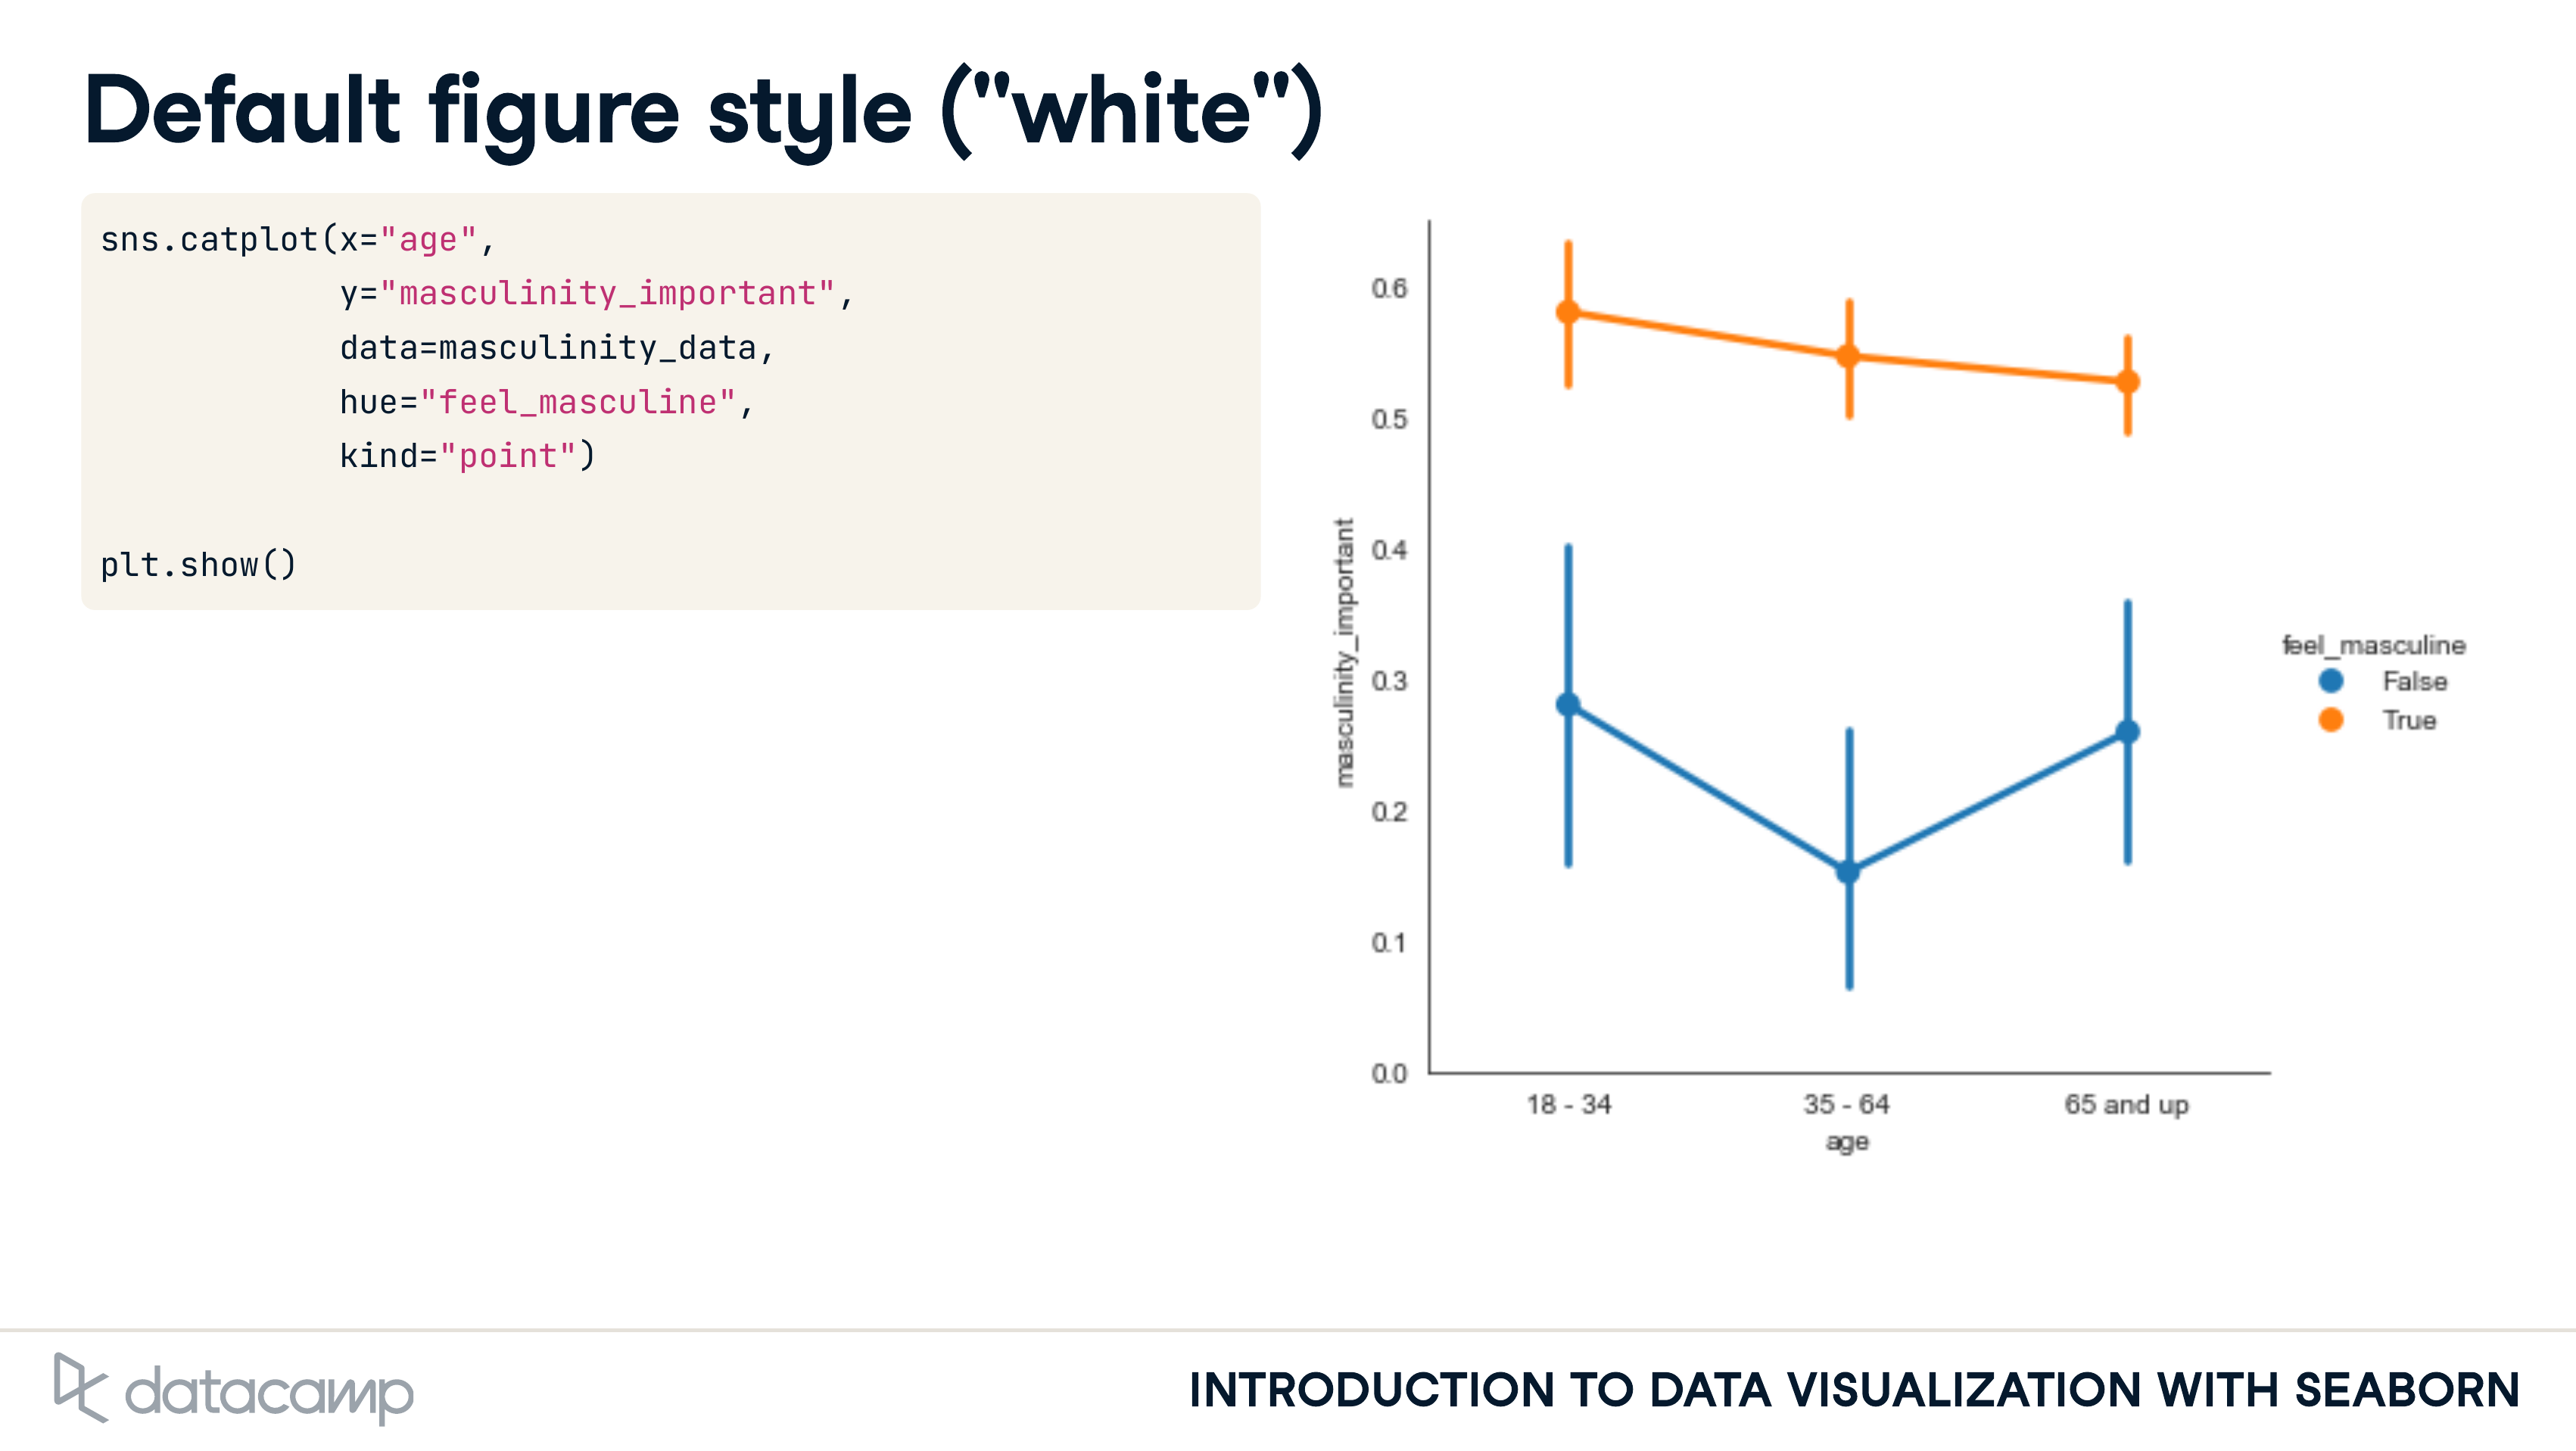 Default figure style ("white")
sns.catplot(x="age",
            y="masculinity_important",
            data=masculinity_data,
            hue="feel_masculine",
            kind="point")

plt.show()
0.6
0.5
0.4
0.3
0.2
0.1
0.0
masculinity_important
18 - 34
35 - 64
65 and up
age
feel_masculine
False
True
datacamp
INTRODUCTION TO DATA VISUALIZATION WITH SEABORN